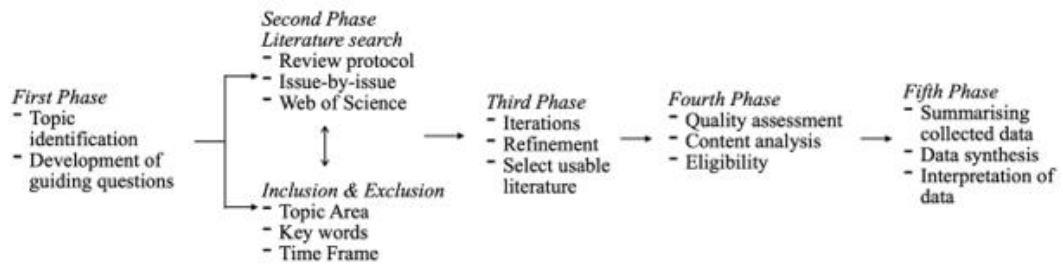 First Phase
- Topic
identification
- Development of
guiding questions
Second Phase
Literature search
- Review protocol
- Issue-by-issue
- Web of Science
Inclusion & Exclusion
- Topic Area
- Key words
- Time Frame
Third Phase
- Iterations
- Refinement
- Select usable
literature
Fourth Phase
- Quality assessment
- Content analysis
- Eligibility
Fifth Phase
- Summarising
collected data
- Data synthesis
- Interpretation of
data